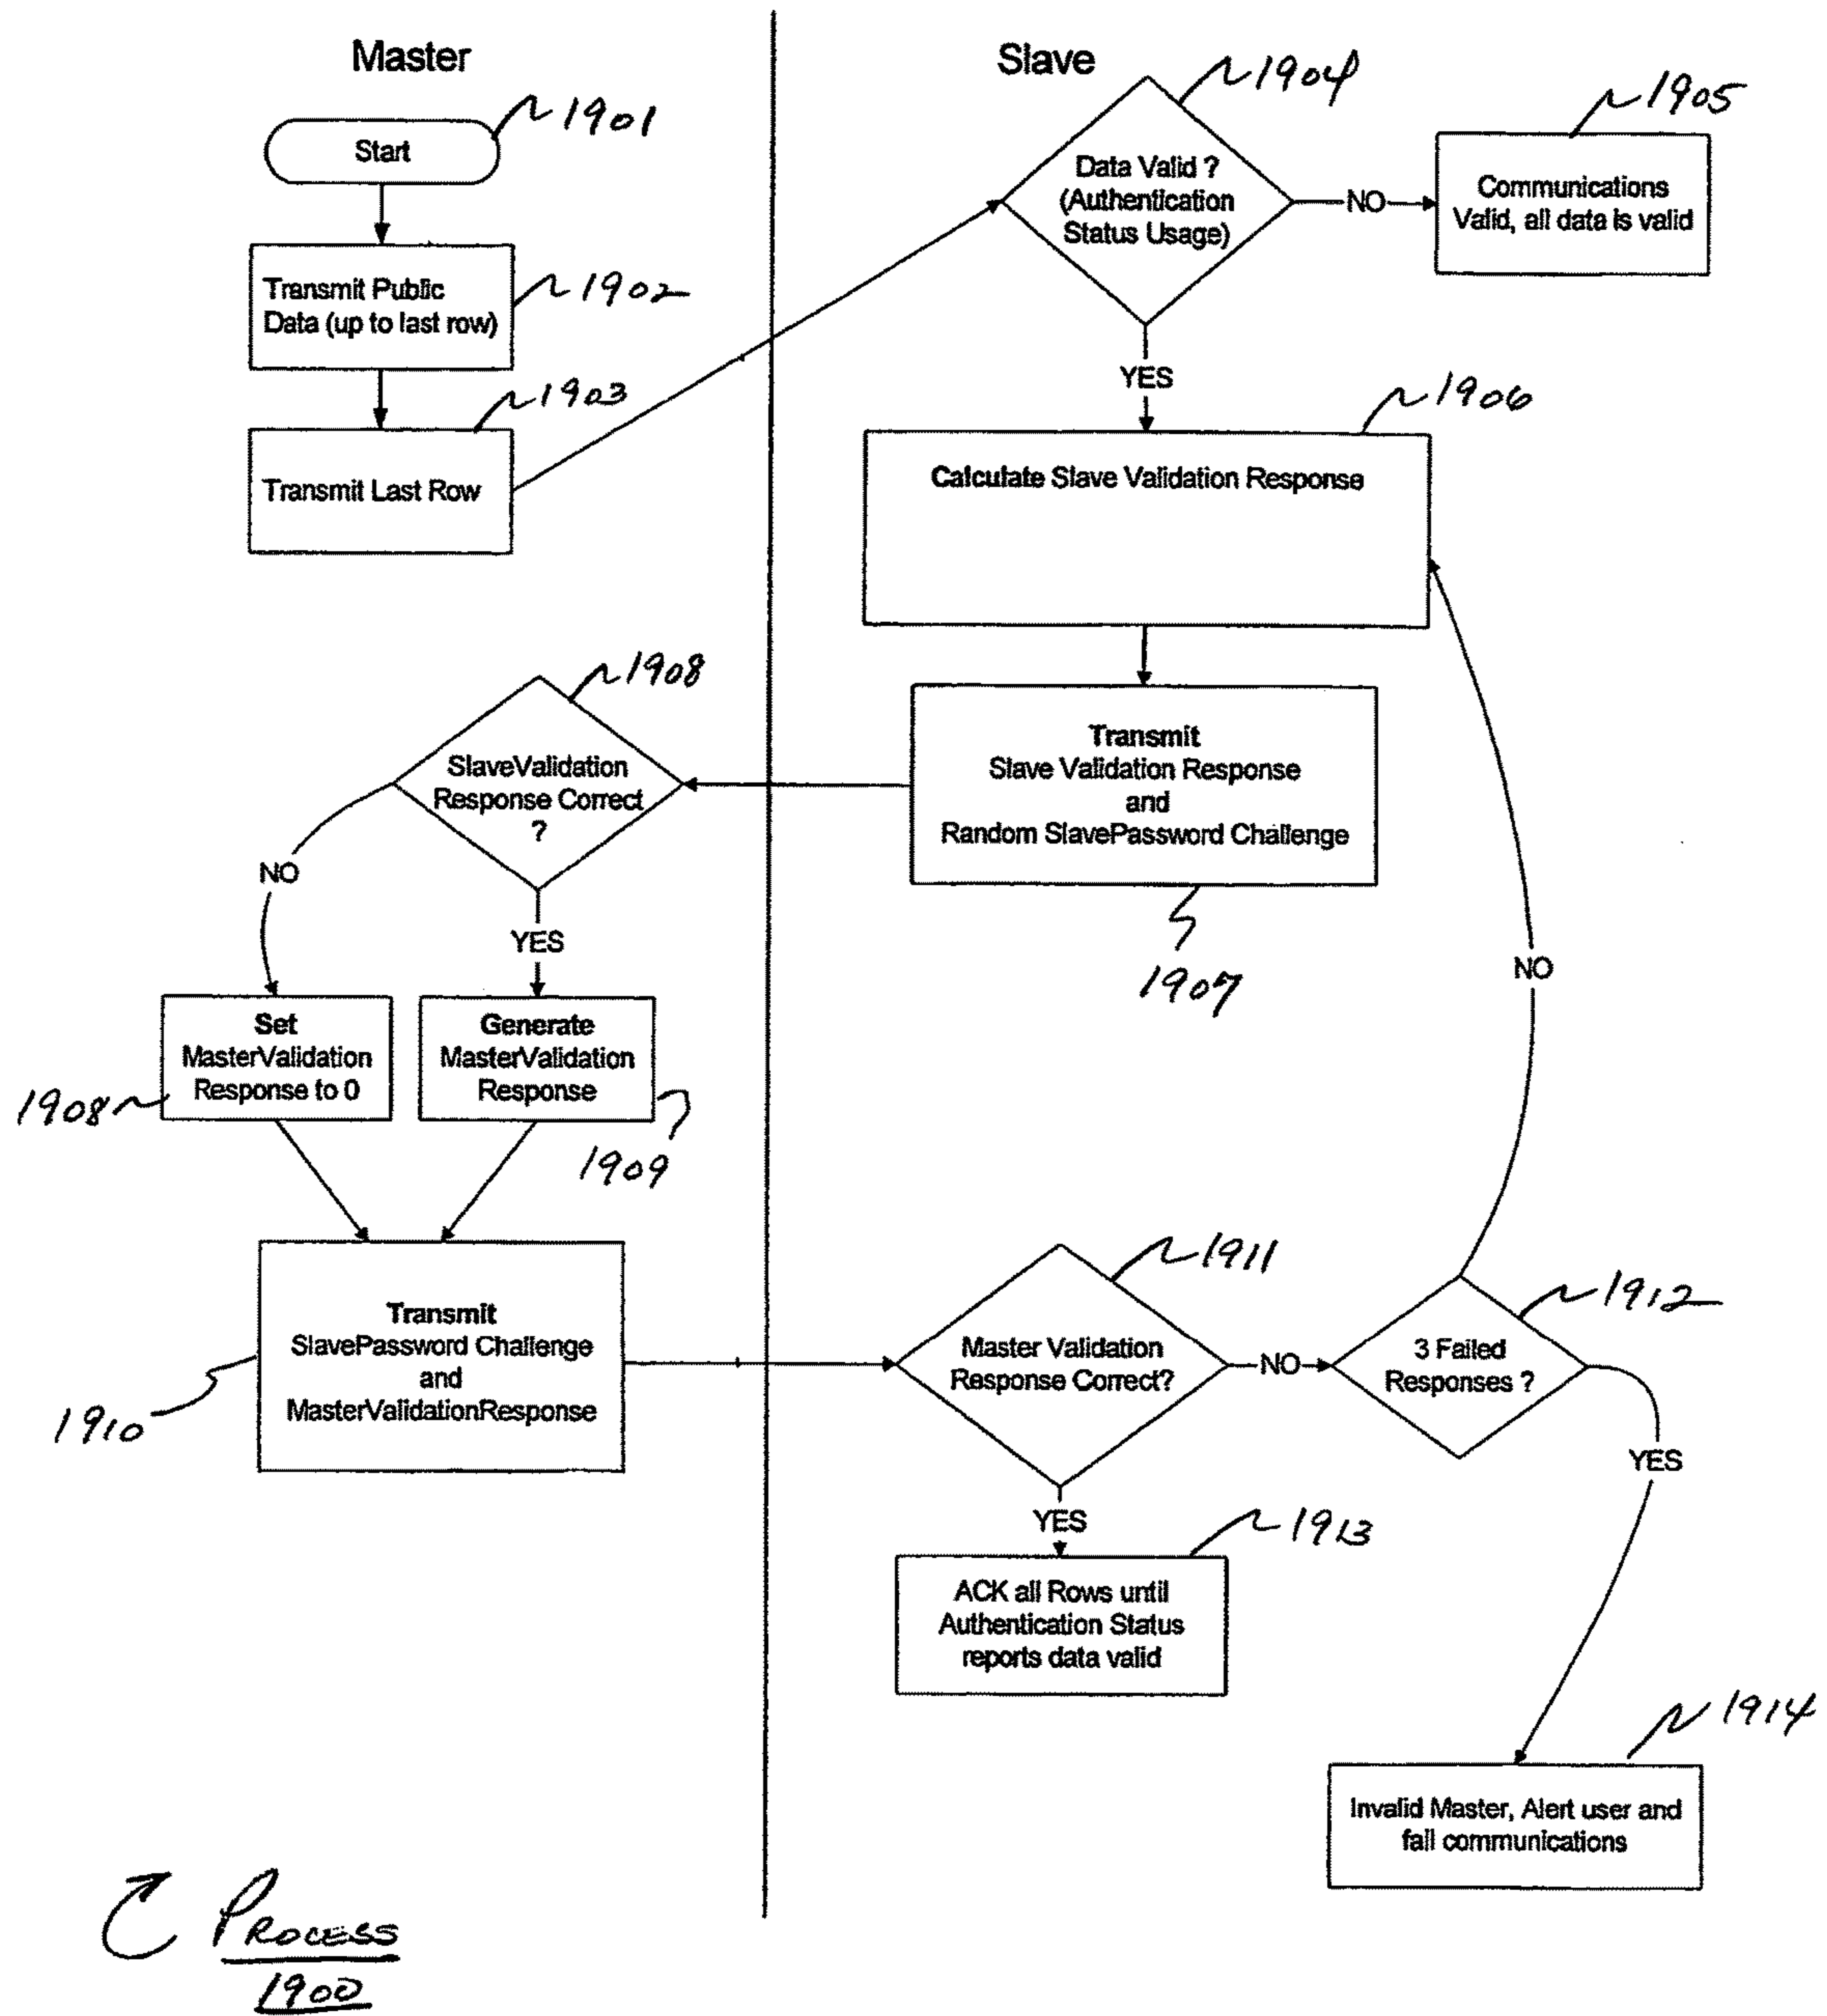 Master
Slave
1901
1904
1905
Start
Data Valid ?
(Authentication
Status Usage)
NO
Communications
Valid, all data is valid
Transmit Public
Data (up to last row)
1902
YES
1903
1906
Transmit Last Row
Calculate Slave Validation Response
1908
SlaveValidation
Response Correct
?
Transmit
Slave Validation Response
and
Random SlavePassword Challenge
NO
YES
1907
NO
Set
MasterValidation
Response to 0
Generate
MasterValidation
Response
1908
1909
1911
1912
Transmit
SlavePassword Challenge
and
MasterValidationResponse
1910
Master Validation
Response Correct?
NO
3 Failed
Responses ?
YES
YES
1913
ACK all Rows until
Authentication Status
reports data valid
1914
Invalid Master, Alert user and
fail communications
PROCESS
1900